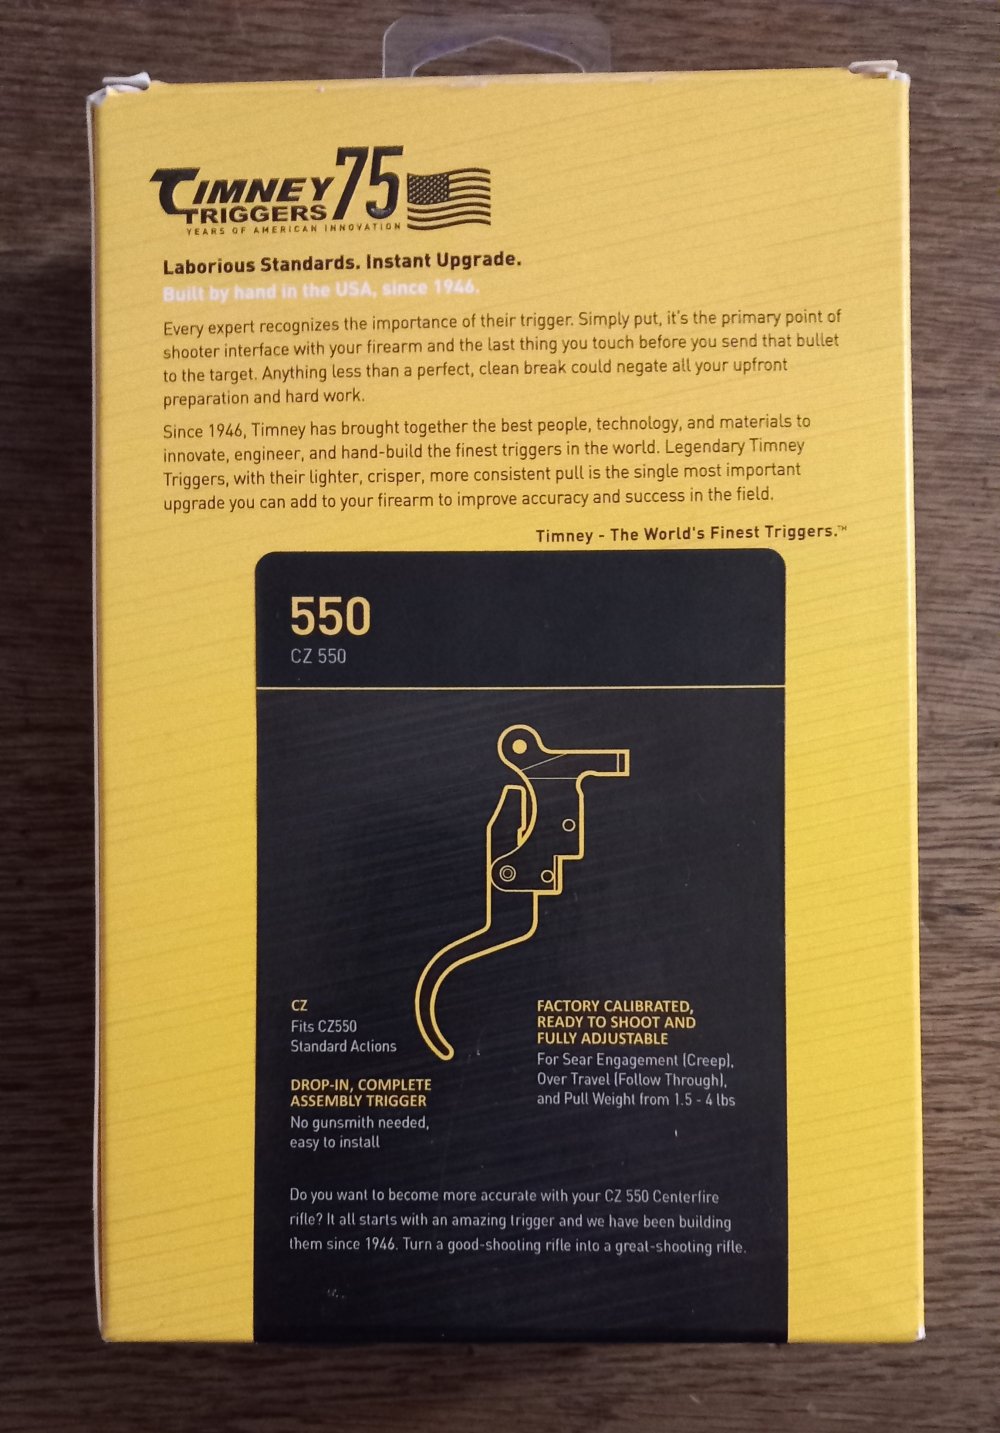 TIMNEY 75
TRIGGERS
YEARS OF AMERICAN INNOVATION
Laborious Standards. Instant Upgrade.
Built by hand in the USA, since 1946.
Every expert recognizes the importance of their trigger. Simply put, it's the primary point of
shooter interface with your firearm and the last thing you touch before you send that bullet
to the target. Anything less than a perfect, clean break could negate all your upfront
preparation and hard work.
Since 1946, Timney has brought together the best people, technology, and materials to
innovate, engineer, and hand-build the finest triggers in the world. Legendary Timney
Triggers, with their lighter, crisper, more consistent pull is the single most important
upgrade you can add to your firearm to improve accuracy and success in the field.
Timney - The World's Finest Triggers.™
550
CZ 550
CZ
Fits CZ550
Standard Actions
DROP-IN, COMPLETE
ASSEMBLY TRIGGER
No gunsmith needed,
easy to install
FACTORY CALIBRATED,
READY TO SHOOT AND
FULLY ADJUSTABLE
For Sear Engagement (Creep),
Over Travel (Follow Through),
and Pull Weight from 1.5 - 4 lbs
Do you want to become more accurate with your CZ 550 Centerfire
rifle? It all starts with an amazing trigger and we have been building
them since 1946. Turn a good-shooting rifle into a great-shooting rifle.